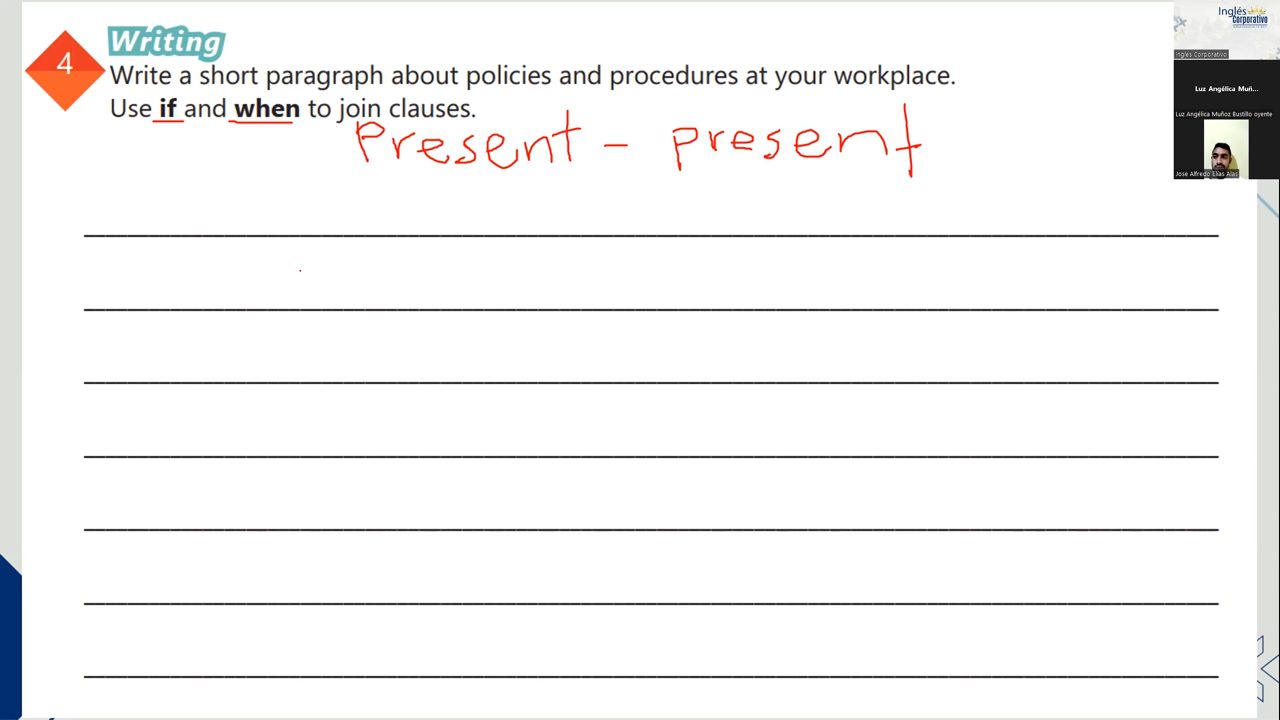 Inglés
Corporativo
Inglés Corporativo
4
Writing
Write a short paragraph about policies and procedures at your workplace.
Use if and when to join clauses.
Present - present
Luz Angélica Muñ...
Luz Angélica Muñoz Bustillo oyente
Jose Alfredo Elías Alas